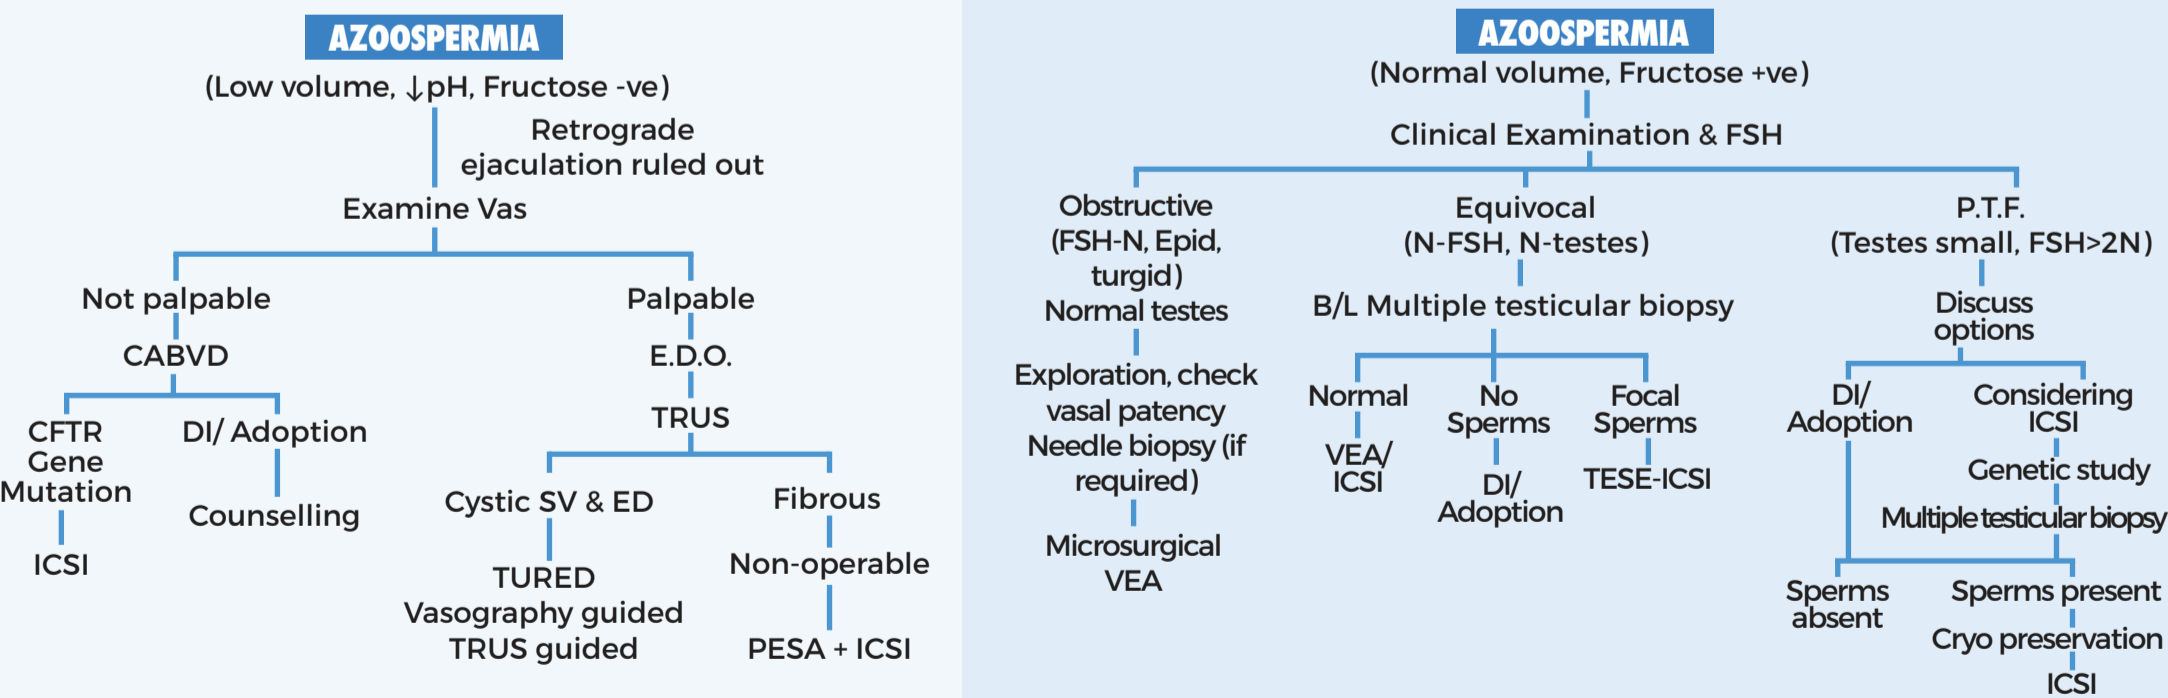 AZOOSPERMIA
(Low volume, ↓pH, Fructose -ve)
Retrograde
ejaculation ruled out
Examine Vas
Not palpable
CABVD
CFTR
Gene
Mutation
ICSI
DI/ Adoption
Counselling
Palpable
E.D.O.
TRUS
Cystic SV & ED
TURED
Vasography guided
TRUS guided
Fibrous
Non-operable
PESA + ICSI
AZOOSPERMIA
(Normal volume, Fructose +ve)
Clinical Examination & FSH
Obstructive
(FSH-N, Epid,
turgid)
Normal testes
Exploration, check
vasal patency
Needle biopsy (if
required)
Microsurgical
VEA
Equivocal
(N-FSH, N-testes)
B/L Multiple testicular biopsy
Normal
VEA/
ICSI
No
Sperms
DI/
Adoption
Focal
Sperms
TESE-ICSI
P.T.F.
(Testes small, FSH>2N)
Discuss
options
DI/
Adoption
Considering
ICSI
Genetic study
Multiple testicular biopsy
Sperms
absent
Sperms present
Cryo preservation
ICSI